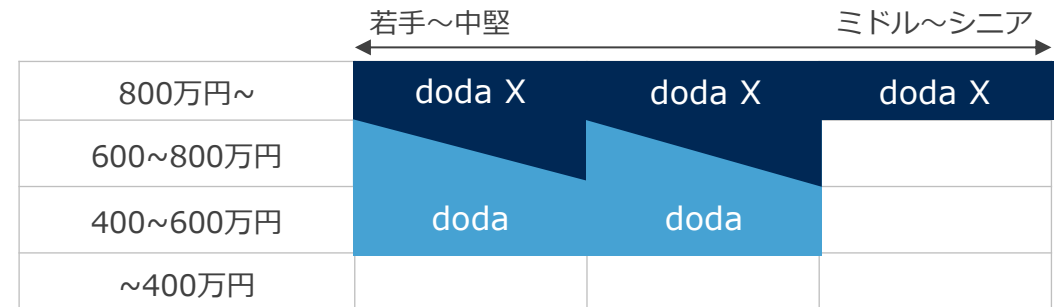 若手～中堅 ミドル～シニア
800万円~ doda X doda X doda X
600~800万円
400~600万円 doda doda
~400万円